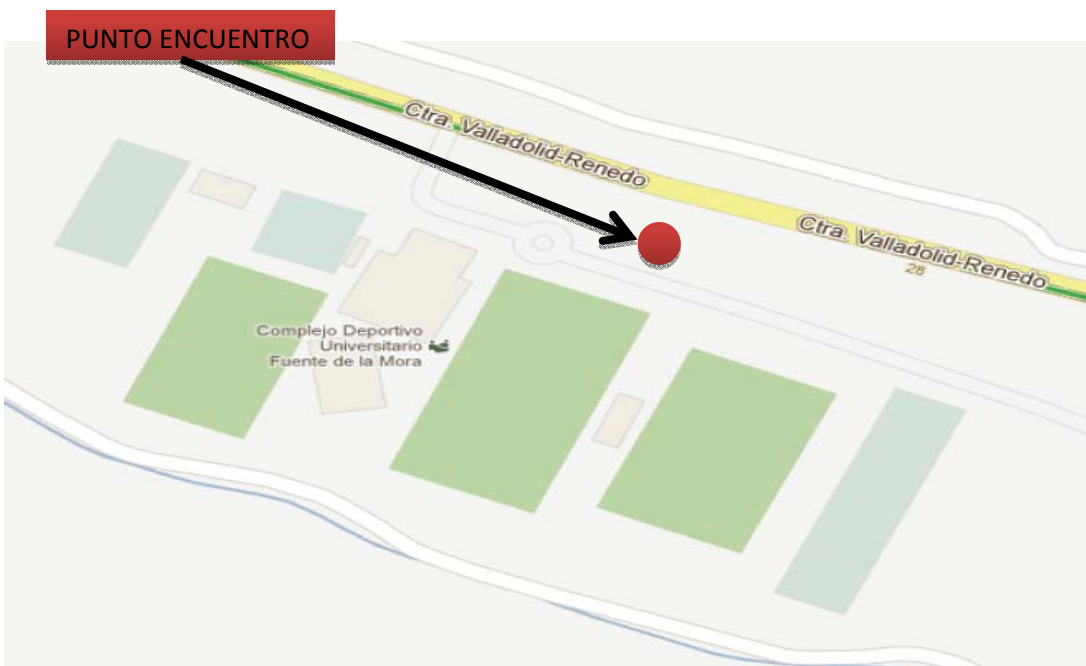 PUNTO ENCUENTRO
Ctra. Valladolid-Renedo
Ctra. Valladolid-Renedo
28
Complejo Deportivo
Universitario
Fuente de la Mora